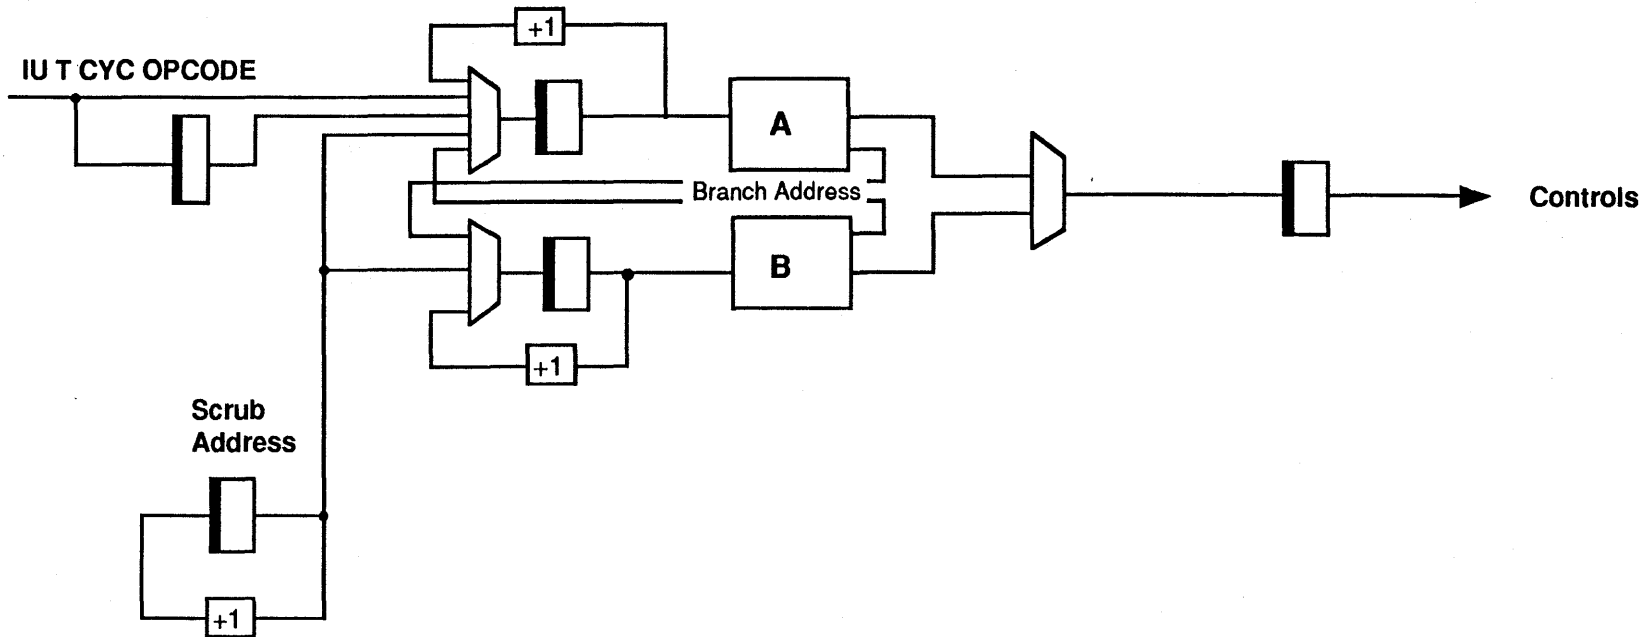 +1
IU T CYC OPCODE
A
Branch Address
Controls
B
+1
Scrub
Address
+1